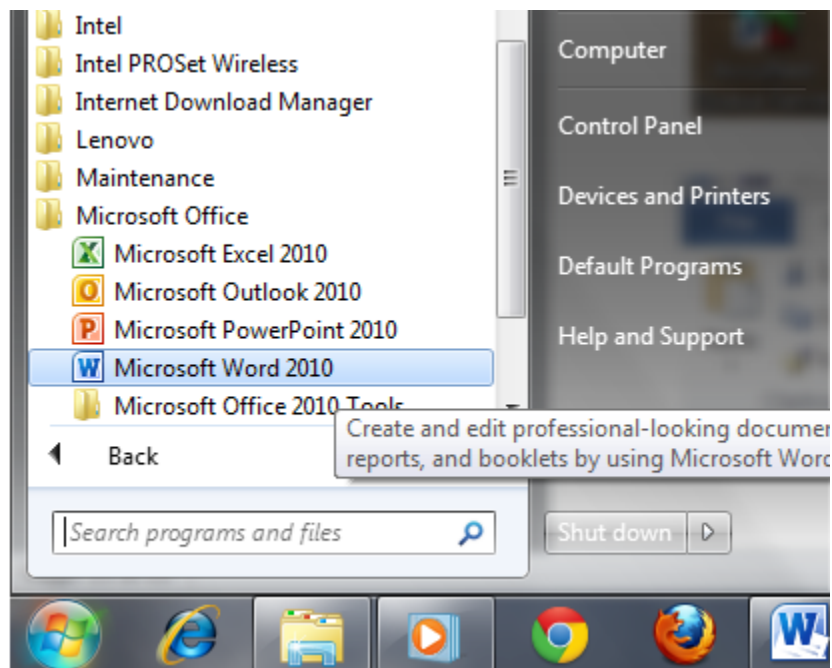 Intel
Intel PROSet Wireless
Internet Download Manager
Lenovo
Maintenance
Microsoft Office
Microsoft Excel 2010
Microsoft Outlook 2010
Microsoft PowerPoint 2010
Microsoft Word 2010
Microsoft Office 2010 Tools
Create and edit professional-looking documen
reports, and booklets by using Microsoft Word
Back
Search programs and files
Computer
Control Panel
Devices and Printers
Default Programs
Help and Support
Shut down